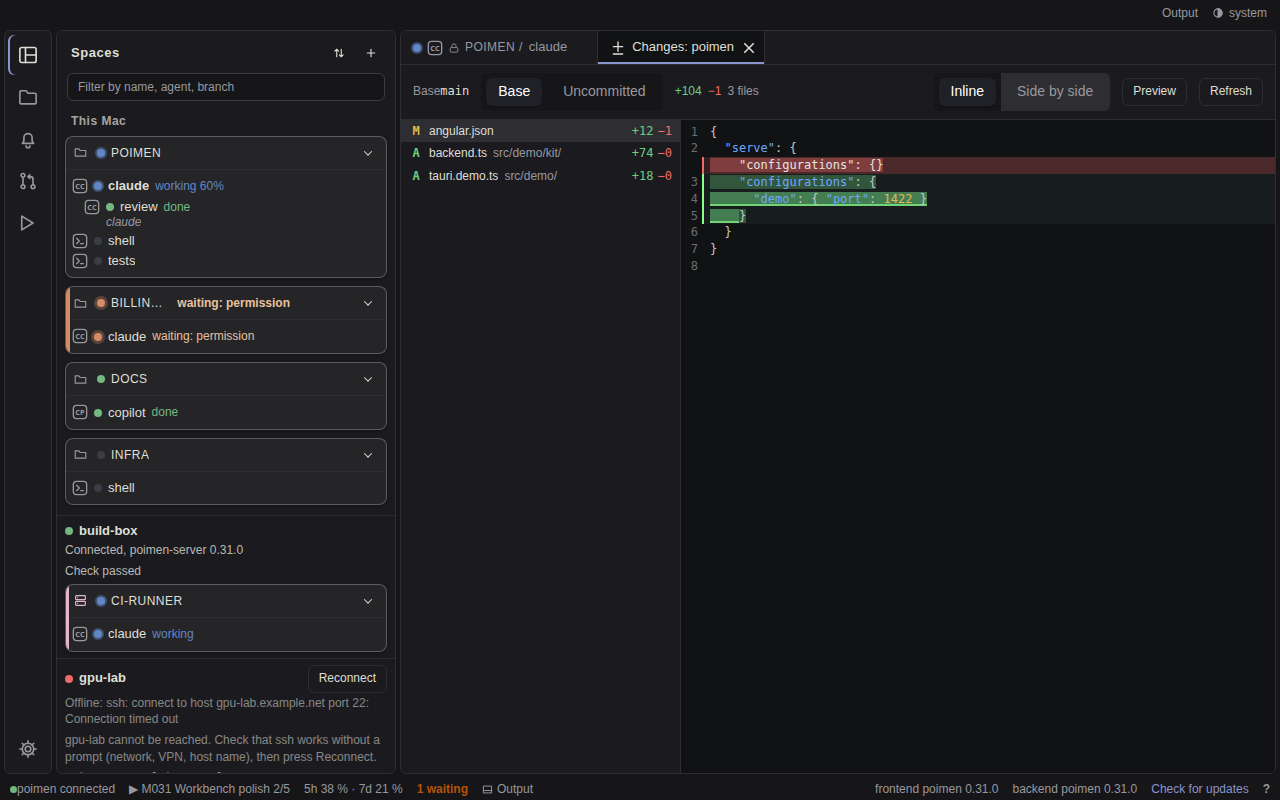 Output system
Spaces
Filter by name, agent, branch
This Mac
POIMEN
CC claude working 60%
CC review done
claude
shell
tests
BILLIN… waiting: permission
CC claude waiting: permission
DOCS
CP copilot done
INFRA
shell
build-box
Connected, poimen-server 0.31.0
Check passed
CI-RUNNER
CC claude working
gpu-lab Reconnect
Offline: ssh: connect to host gpu-lab.example.net port 22:
Connection timed out
gpu-lab cannot be reached. Check that ssh works without a
prompt (network, VPN, host name), then press Reconnect.
CC POIMEN / claude
Changes: poimen
Basemain Base Uncommitted +104 −1 3 files Inline Side by side Preview Refresh
M angular.json +12 −1
A backend.ts src/demo/kit/ +74 −0
A tauri.demo.ts src/demo/ +18 −0
1 {
2 "serve": {
"configurations": {}
3 "configurations": {
4 "demo": { "port": 1422 }
5 }
6 }
7 }
8
poimen connected ▶ M031 Workbench polish 2/5 5h 38 % · 7d 21 % 1 waiting Output frontend poimen 0.31.0 backend poimen 0.31.0 Check for updates ?